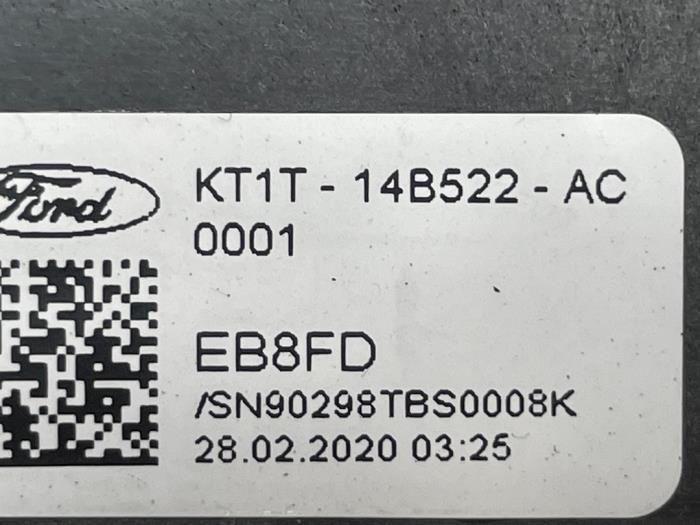 Ford
KT1T - 14B522 - AC
0001
EB8FD
/SN90298TBS0008K
28.02.2020 03:25